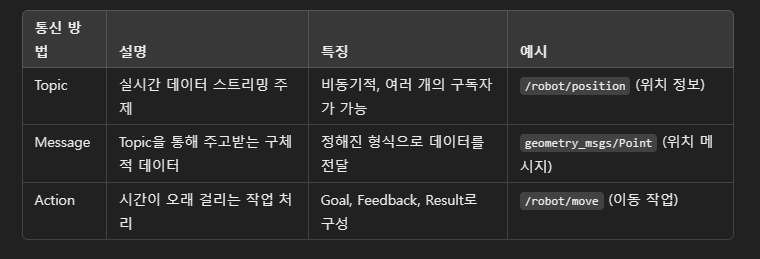 통신 방
법 설명 특징 예시
Topic 실시간 데이터 스트리밍 주
제 비동기적, 여러 개의 구독자
가 가능 /robot/position (위치 정보)
Message Topic을 통해 주고받는 구체
적 데이터 정해진 형식으로 데이터를
전달 geometry_msgs/Point (위치 메
시지)
Action 시간이 오래 걸리는 작업 처
리 Goal, Feedback, Result로
구성 /robot/move (이동 작업)